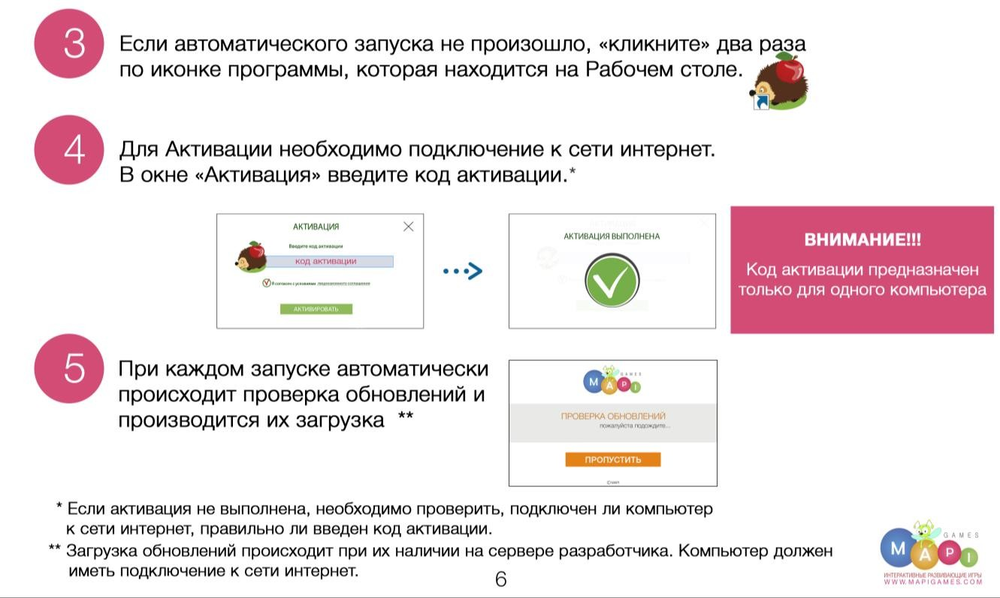 3
Если автоматического запуска не произошло, «кликните» два раза
по иконке программы, которая находится на Рабочем столе.
4
Для Активации необходимо подключение к сети интернет.
В окне «Активация» введите код активации.*
АКТИВАЦИЯ
Введите код активации
код активации
Я согласен с условиями лицензионного соглашения
АКТИВИРОВАТЬ
АКТИВАЦИЯ ВЫПОЛНЕНА
ВНИМАНИЕ!!!
Код активации предназначен
только для одного компьютера
5
При каждом запуске автоматически
происходит проверка обновлений и
производится их загрузка **
GAMES
MAPI
ПРОВЕРКА ОБНОВЛЕНИЙ
пожалуйста подождите...
ПРОПУСТИТЬ
©MAPI
* Если активация не выполнена, необходимо проверить, подключен ли компьютер
к сети интернет, правильно ли введен код активации.
** Загрузка обновлений происходит при их наличии на сервере разработчика. Компьютер должен
иметь подключение к сети интернет.
6
GAMES
MAPI
ИНТЕРАКТИВНЫЕ РАЗВИВАЮЩИЕ ИГРЫ
WWW.MAPIGAMES.COM